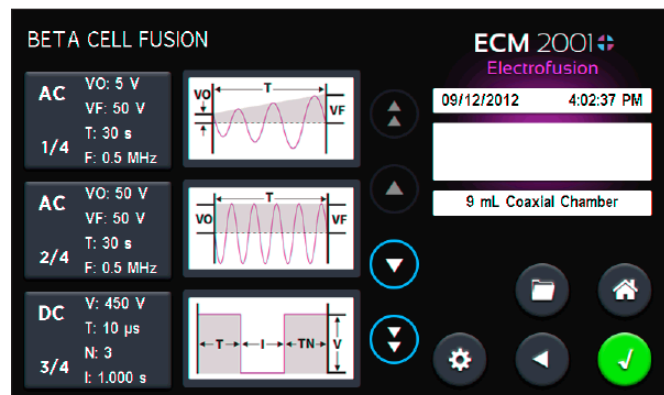 BETA CELL FUSION
ECM 2001
Electrofusion
09/12/2012 4:02:37 PM
9 mL Coaxial Chamber
AC
1/4
VO: 5 V
VF: 50 V
T: 30 s
F: 0.5 MHz
VO
T
VF
AC
2/4
VO: 50 V
VF: 50 V
T: 30 s
F: 0.5 MHz
VO
T
VF
DC
3/4
V: 450 V
T: 10 µs
N: 3
I: 1.000 s
T I TN V